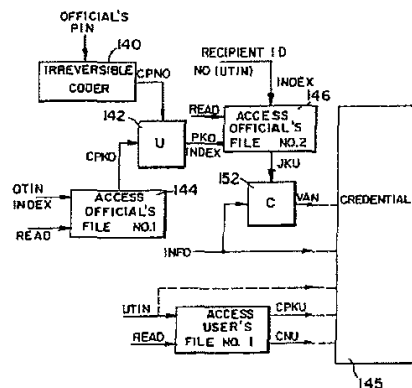 OFFICIAL'S
PIN
140
IRREVERSIBLE
CODER
CPNO
RECIPIENT ID
NO (UTIN)
INDEX
146
142
U
READ
ACCESS
OFFICIAL'S
FILE NO.2
PKO
INDEX
CPKO
JKU
144
152
OTIN
INDEX
ACCESS
OFFICIAL'S
FILE NO.1
READ
C
VAN
CREDENTIAL
INFO
UTIN
READ
ACCESS
USER'S
FILE NO. 1
CPKU
CNU
145